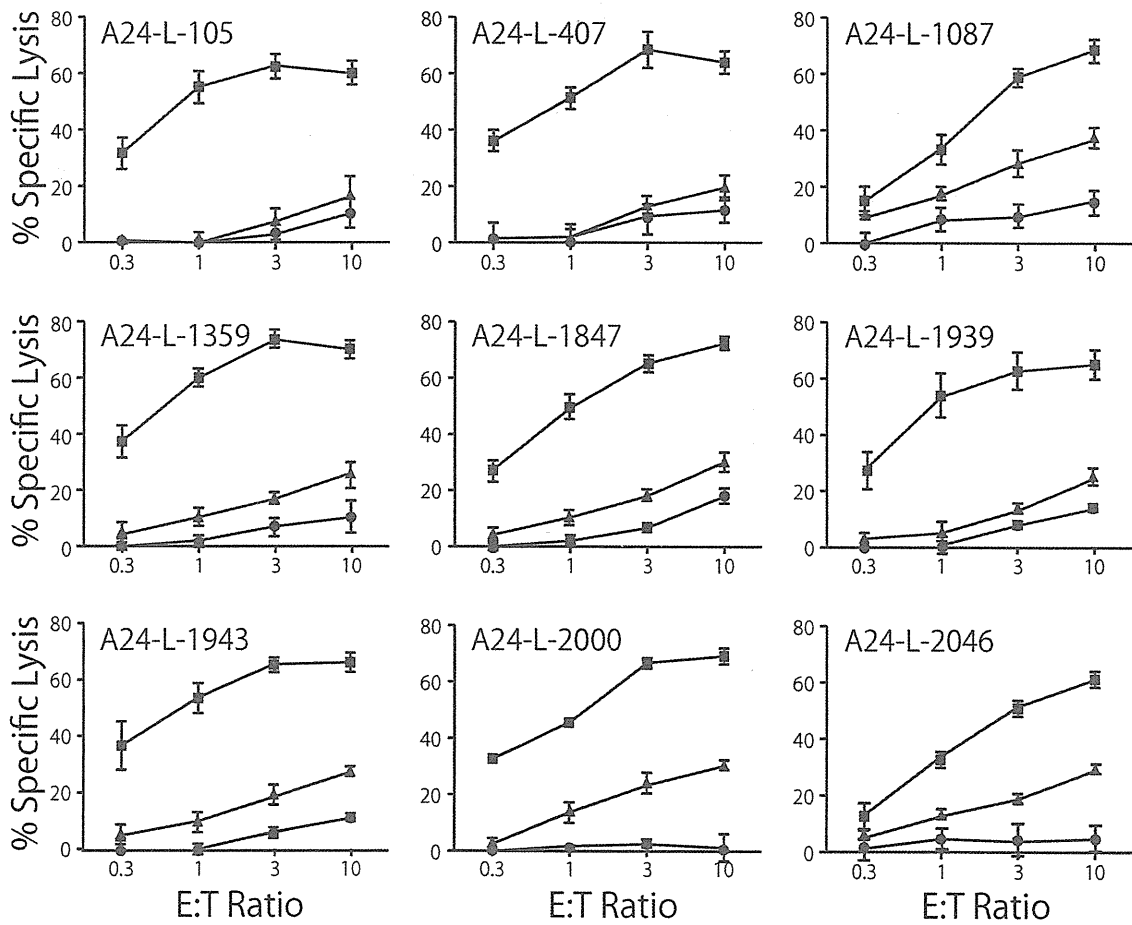 A24-L-105
A24-L-407
A24-L-1087
% Specific Lysis
80
60
40
20
0
0.3 1 3 10
80
60
40
20
0
0.3 1 3 10
80
60
40
20
0
0.3 1 3 10
A24-L-1359
A24-L-1847
A24-L-1939
% Specific Lysis
80
60
40
20
0
0.3 1 3 10
80
60
40
20
0
0.3 1 3 10
80
60
40
20
0
0.3 1 3 10
A24-L-1943
A24-L-2000
A24-L-2046
% Specific Lysis
80
60
40
20
0
0.3 1 3 10
80
60
40
20
0
0.3 1 3 10
80
60
40
20
0
0.3 1 3 10
E:T Ratio
E:T Ratio
E:T Ratio